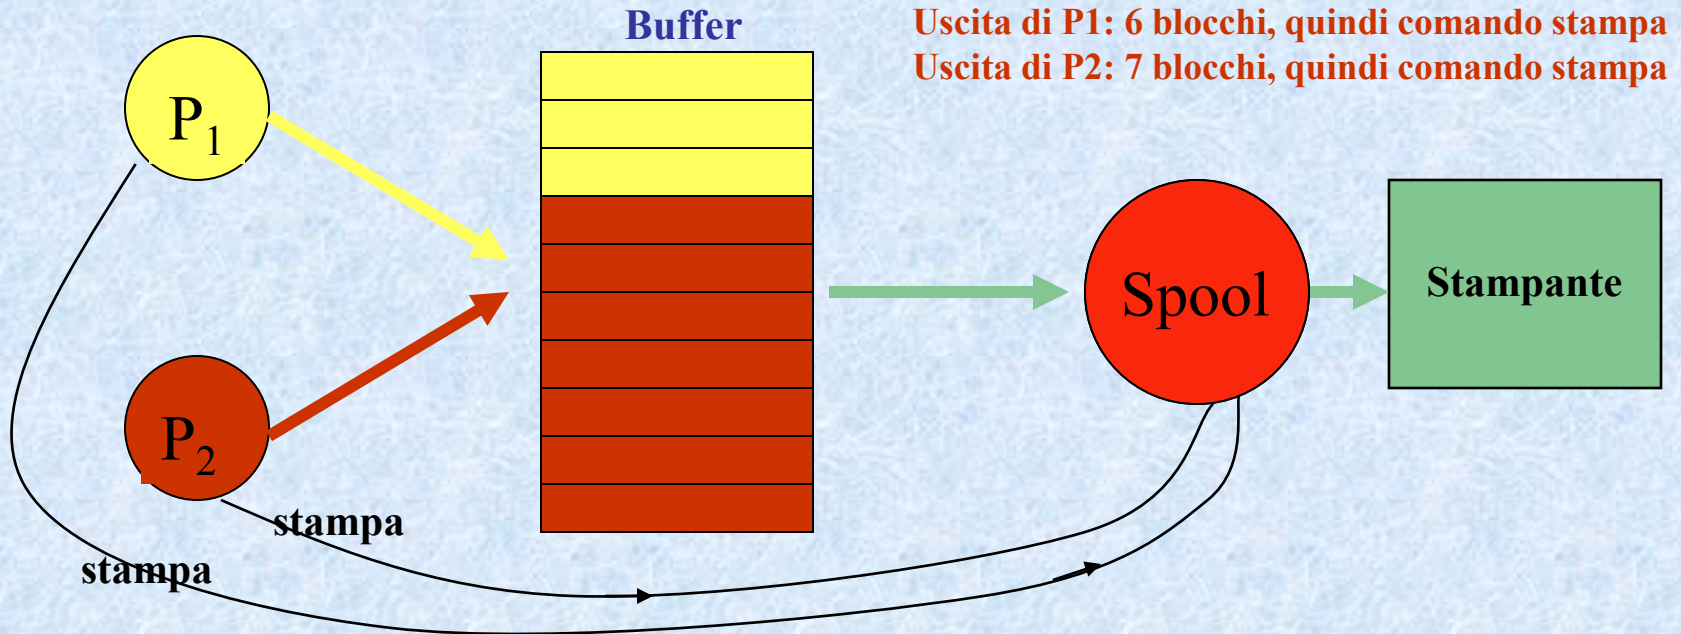 Buffer
Uscita di P1: 6 blocchi, quindi comando stampa
Uscita di P2: 7 blocchi, quindi comando stampa
P1
Spool
Stampante
P2
stampa
stampa